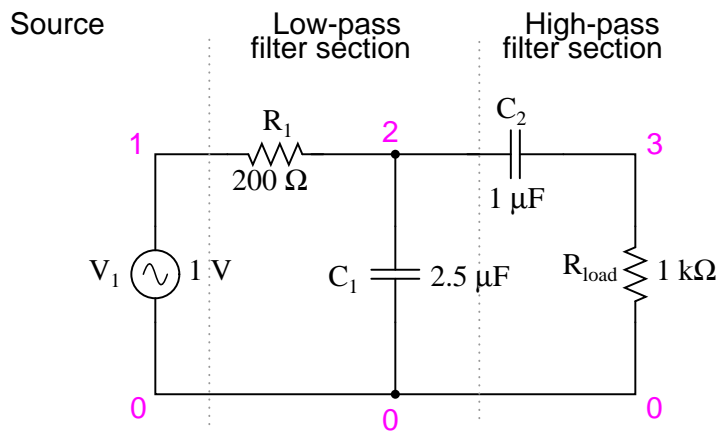 Source
Low-pass
filter section
High-pass
filter section
1
R1
200 Ω
2
C2
1 μF
3
V1
1 V
C1
2.5 μF
Rload
1 kΩ
0
0
0